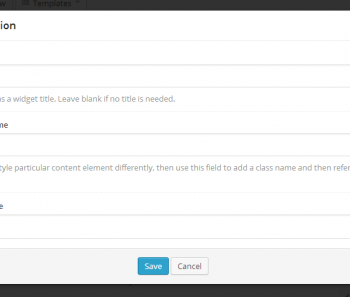 Templates
ion
s a widget title. Leave blank if no title is needed.
me
tyle particular content element differently, then use this field to add a class name and then refer
e
Save
Cancel